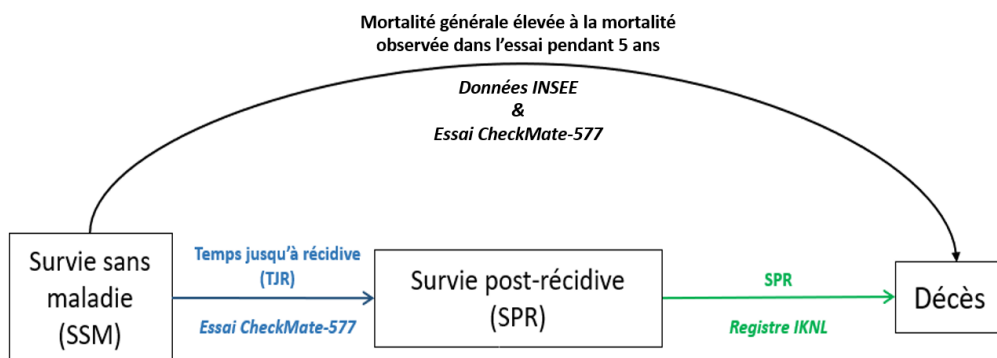 Mortalité générale élevée à la mortalité
observée dans l'essai pendant 5 ans
Données INSEE
&
Essai CheckMate-577
Survie sans
maladie
(SSM)
Temps jusqu'à récidive
(TJR)
Essai CheckMate-577
Survie post-récidive
(SPR)
SPR
Registre IKNL
Décès